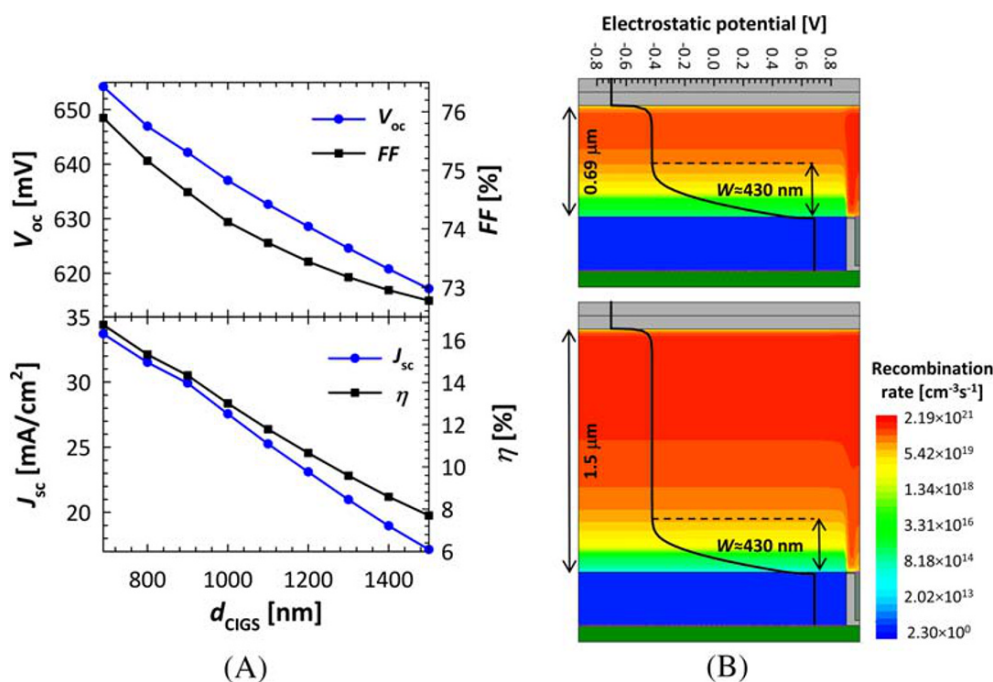 Electrostatic potential [V]
-0.8 -0.6 -0.4 -0.2 0.0 0.2 0.4 0.6 0.8
650
640
630
620
V_oc [mV]
V_oc
FF
76
75
74
73
FF [%]
35
30
25
20
J_sc [mA/cm²]
J_sc
η
16
14
12
10
8
6
η [%]
800 1000 1200 1400
d_CIGS [nm]
(A)
0.69 μm
W≈430 nm
1.5 μm
W≈430 nm
Recombination
rate [cm⁻³s⁻¹]
2.19×10²¹
5.42×10¹⁹
1.34×10¹⁸
3.31×10¹⁶
8.18×10¹⁴
2.02×10¹³
2.30×10⁰
(B)